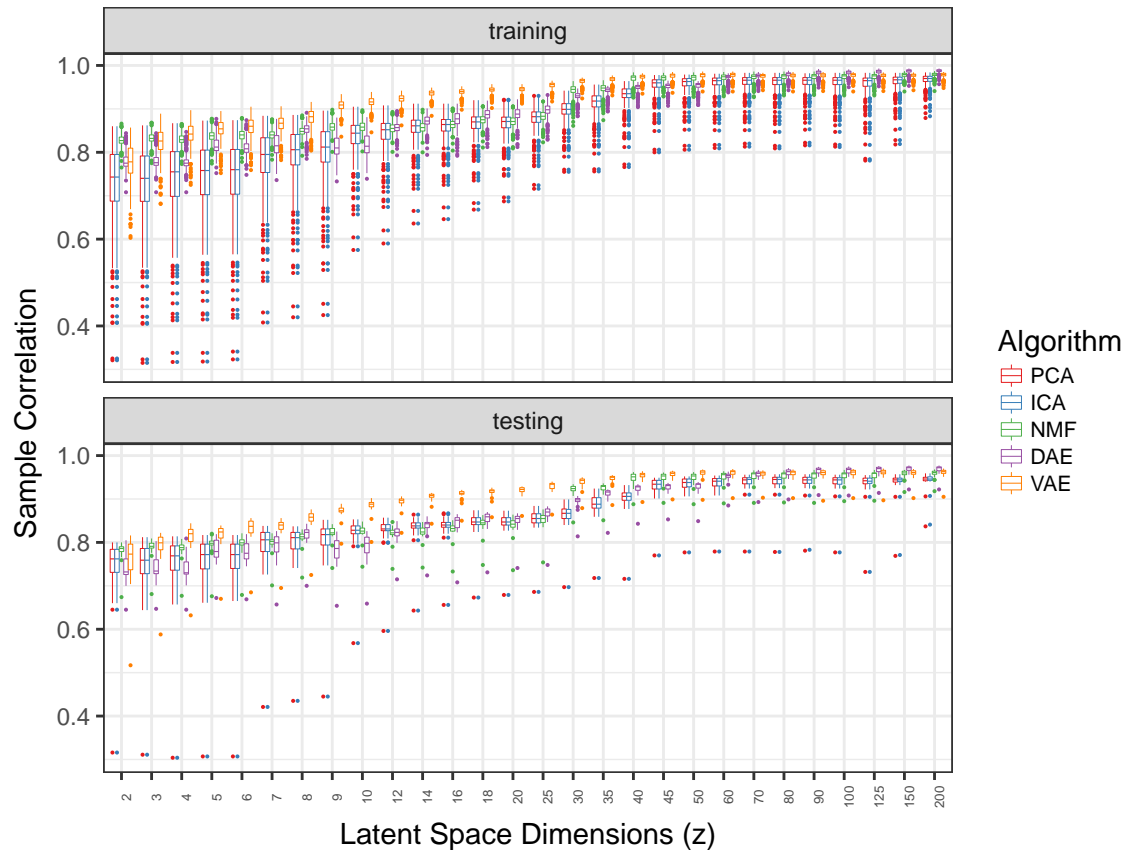 training
1.0
0.8
0.6
0.4
testing
1.0
0.8
0.6
0.4
Sample Correlation
2 3 4 5 6 7 8 9 10 12 14 16 18 20 25 30 35 40 45 50 60 70 80 90 100 125 150 200
Latent Space Dimensions (z)
Algorithm
PCA
ICA
NMF
DAE
VAE